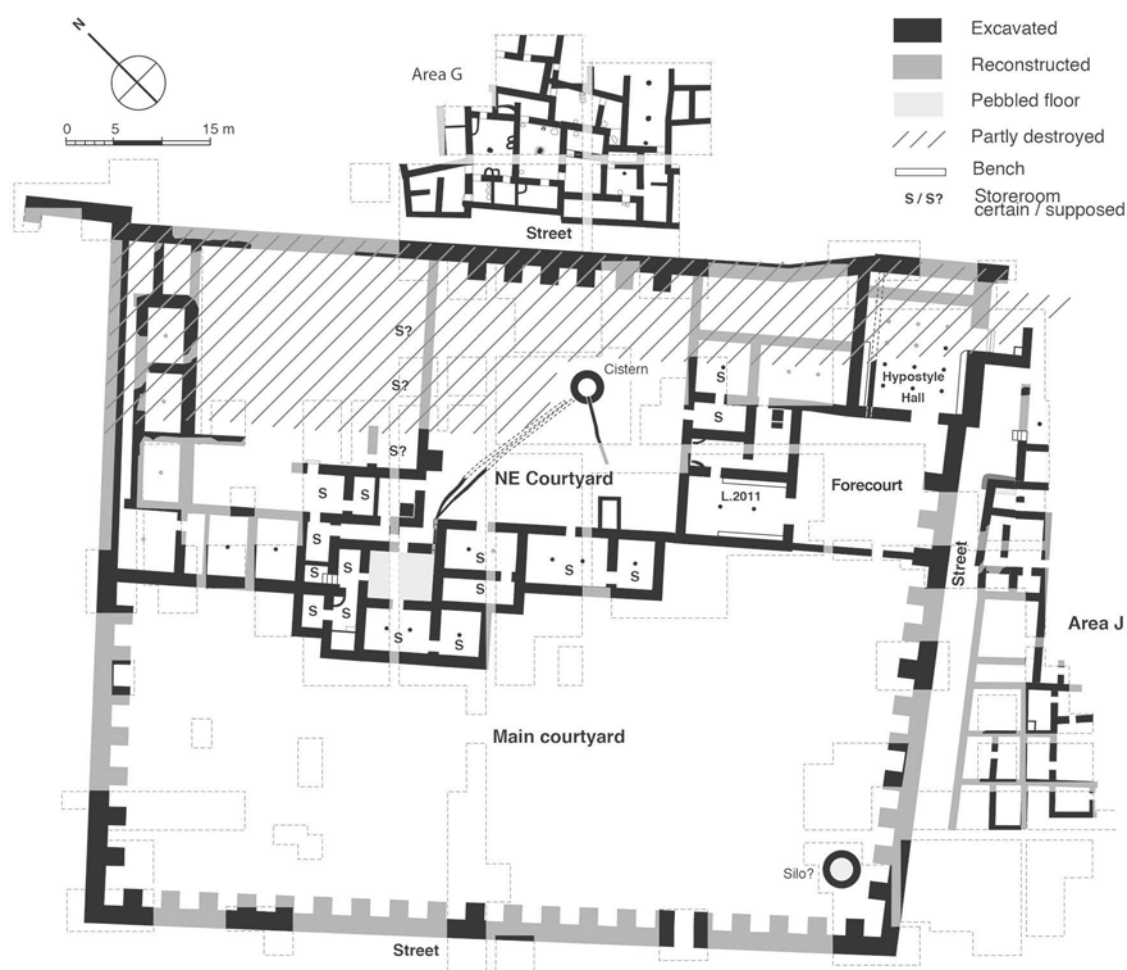 N
0 5 15 m
Area G
Excavated
Reconstructed
Pebbled floor
Partly destroyed
Bench
S / S? Storeroom
certain / supposed
Street
S?
S?
S?
Cistern
S
S
Hypostyle
Hall
NE Courtyard
L.2011
Forecourt
S
S
S
S
S
S
S
S
S
S
S
S
S
Street
Area J
Main courtyard
Silo?
Street